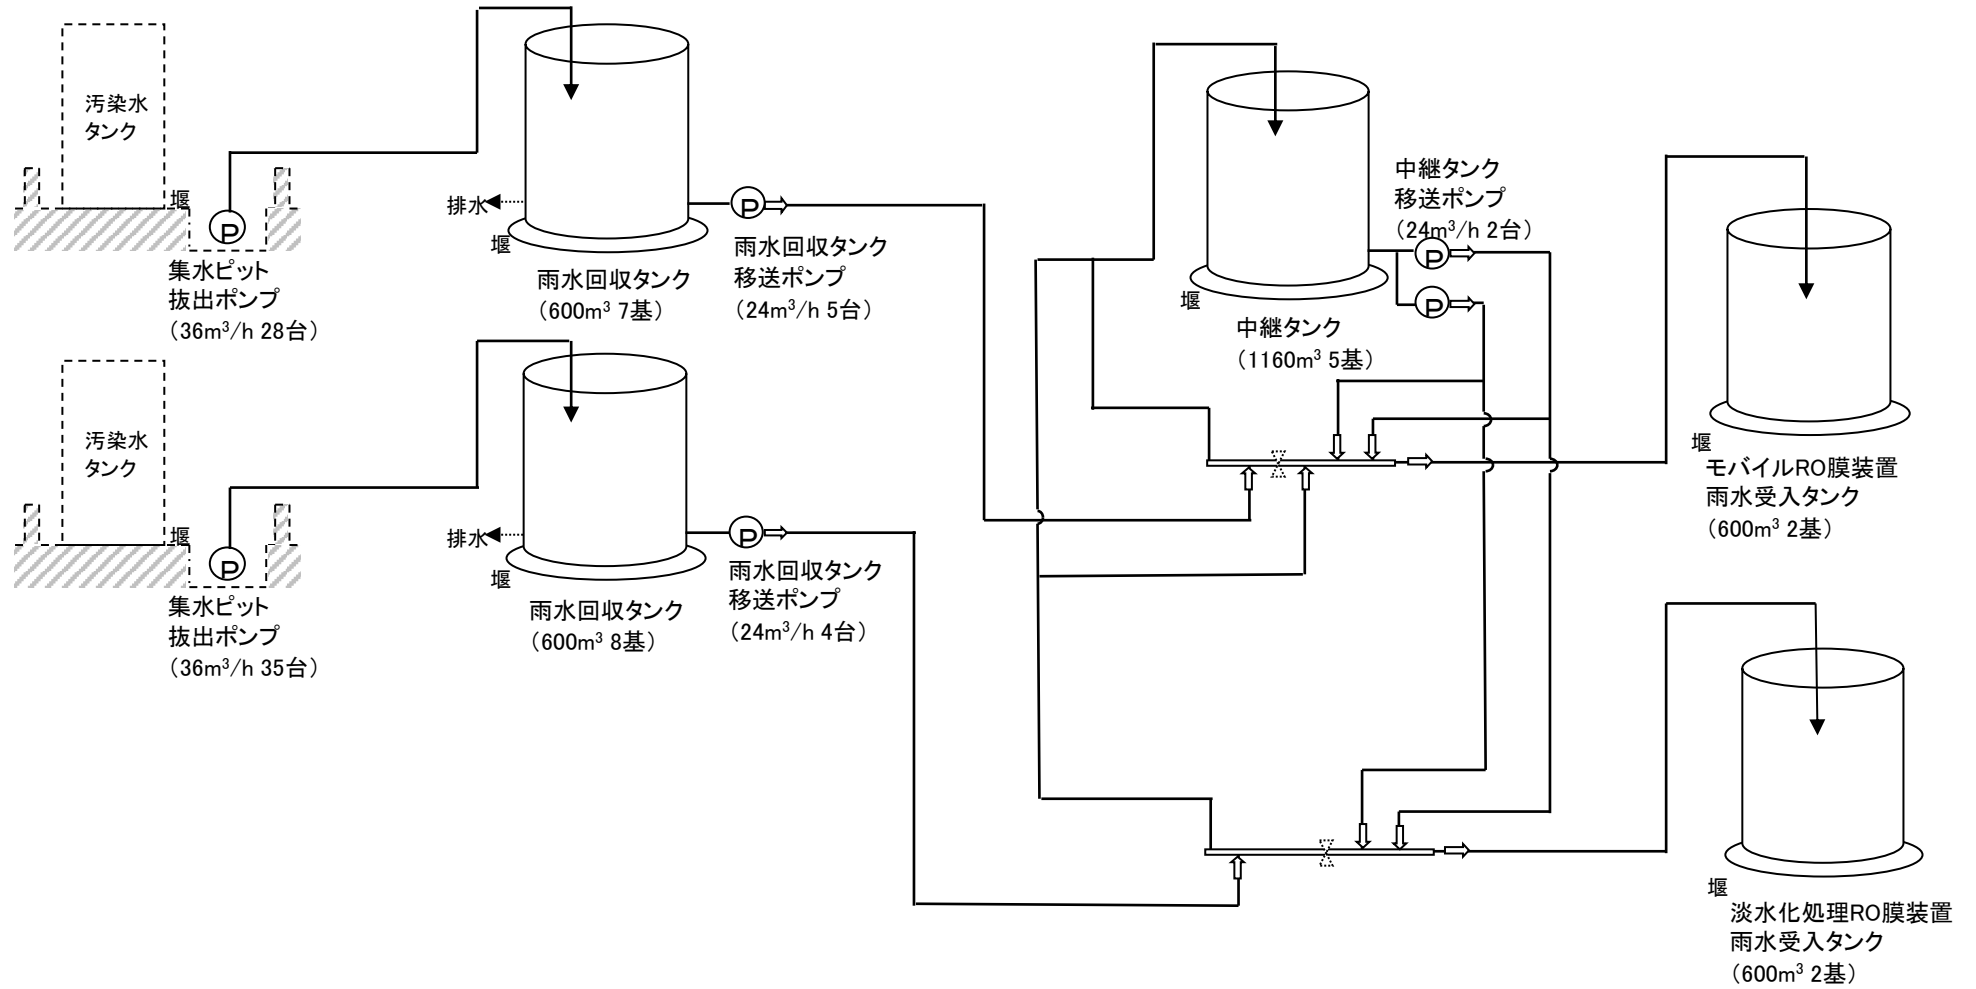 汚染水
タンク
堰
P
集水ピット
抜出ポンプ
（36m³/h 28台）
排水
堰
雨水回収タンク
（600m³ 7基）
P
雨水回収タンク
移送ポンプ
（24m³/h 5台）
汚染水
タンク
堰
P
集水ピット
抜出ポンプ
（36m³/h 35台）
排水
堰
雨水回収タンク
（600m³ 8基）
P
雨水回収タンク
移送ポンプ
（24m³/h 4台）
堰
中継タンク
（1160m³ 5基）
中継タンク
移送ポンプ
（24m³/h 2台）
P
P
堰
モバイルRO膜装置
雨水受入タンク
（600m³ 2基）
堰
淡水化処理RO膜装置
雨水受入タンク
（600m³ 2基）